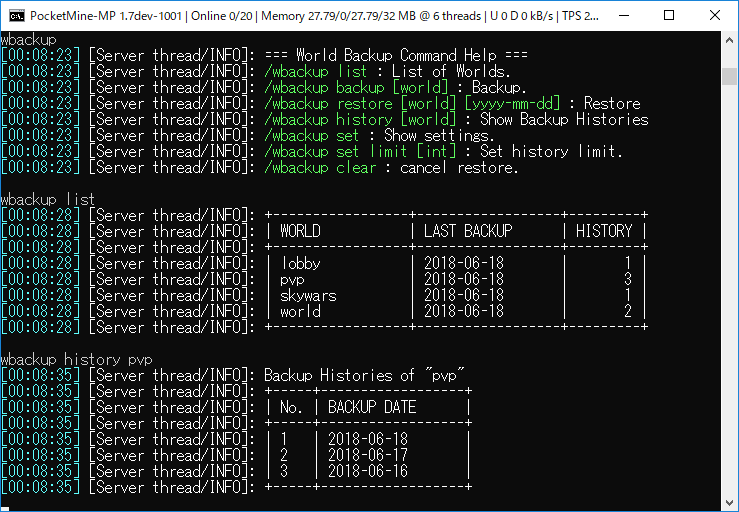 PocketMine-MP 1.7dev-1001 | Online 0/20 | Memory 27.79/0/27.79/32 MB @ 6 threads | U 0 D 0 kB/s | TPS 2...
wbackup
[00:08:23] [Server thread/INFO]: === World Backup Command Help ===
[00:08:23] [Server thread/INFO]: /wbackup list : List of Worlds.
[00:08:23] [Server thread/INFO]: /wbackup backup [world] : Backup.
[00:08:23] [Server thread/INFO]: /wbackup restore [world] [yyyy-mm-dd] : Restore
[00:08:23] [Server thread/INFO]: /wbackup history [world] : Show Backup Histories
[00:08:23] [Server thread/INFO]: /wbackup set : Show settings.
[00:08:23] [Server thread/INFO]: /wbackup set limit [int] : Set history limit.
[00:08:23] [Server thread/INFO]: /wbackup clear : cancel restore.
wbackup list
[00:08:28] [Server thread/INFO]: +-----------------+------------------+---------+
[00:08:28] [Server thread/INFO]: | WORLD           | LAST BACKUP      | HISTORY |
[00:08:28] [Server thread/INFO]: +-----------------+------------------+---------+
[00:08:28] [Server thread/INFO]: | lobby           | 2018-06-18       |       1 |
[00:08:28] [Server thread/INFO]: | pvp             | 2018-06-18       |       3 |
[00:08:28] [Server thread/INFO]: | skywars         | 2018-06-18       |       1 |
[00:08:28] [Server thread/INFO]: | world           | 2018-06-18       |       2 |
[00:08:28] [Server thread/INFO]: +-----------------+------------------+---------+
wbackup history pvp
[00:08:35] [Server thread/INFO]: Backup Histories of "pvp"
[00:08:35] [Server thread/INFO]: +-----+------------------+
[00:08:35] [Server thread/INFO]: | No. | BACKUP DATE      |
[00:08:35] [Server thread/INFO]: +-----+------------------+
[00:08:35] [Server thread/INFO]: | 1   | 2018-06-18       |
[00:08:35] [Server thread/INFO]: | 2   | 2018-06-17       |
[00:08:35] [Server thread/INFO]: | 3   | 2018-06-16       |
[00:08:35] [Server thread/INFO]: +-----+------------------+